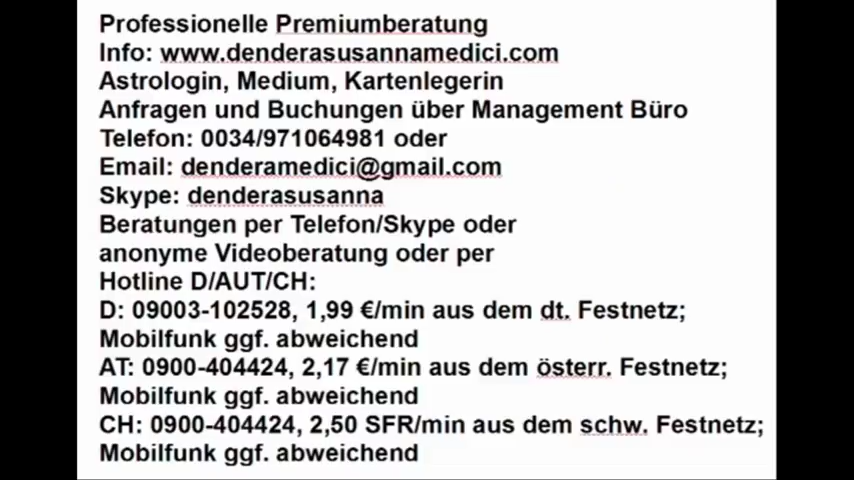 Professionelle Premiumberatung
Info: www.denderasusannamedici.com
Astrologin, Medium, Kartenlegerin
Anfragen und Buchungen über Management Büro
Telefon: 0034/971064981 oder
Email: denderamedici@gmail.com
Skype: denderasusanna
Beratungen per Telefon/Skype oder
anonyme Videoberatung oder per
Hotline D/AUT/CH:
D: 09003-102528, 1,99 €/min aus dem dt. Festnetz;
Mobilfunk ggf. abweichend
AT: 0900-404424, 2,17 €/min aus dem österr. Festnetz;
Mobilfunk ggf. abweichend
CH: 0900-404424, 2,50 SFR/min aus dem schw. Festnetz;
Mobilfunk ggf. abweichend